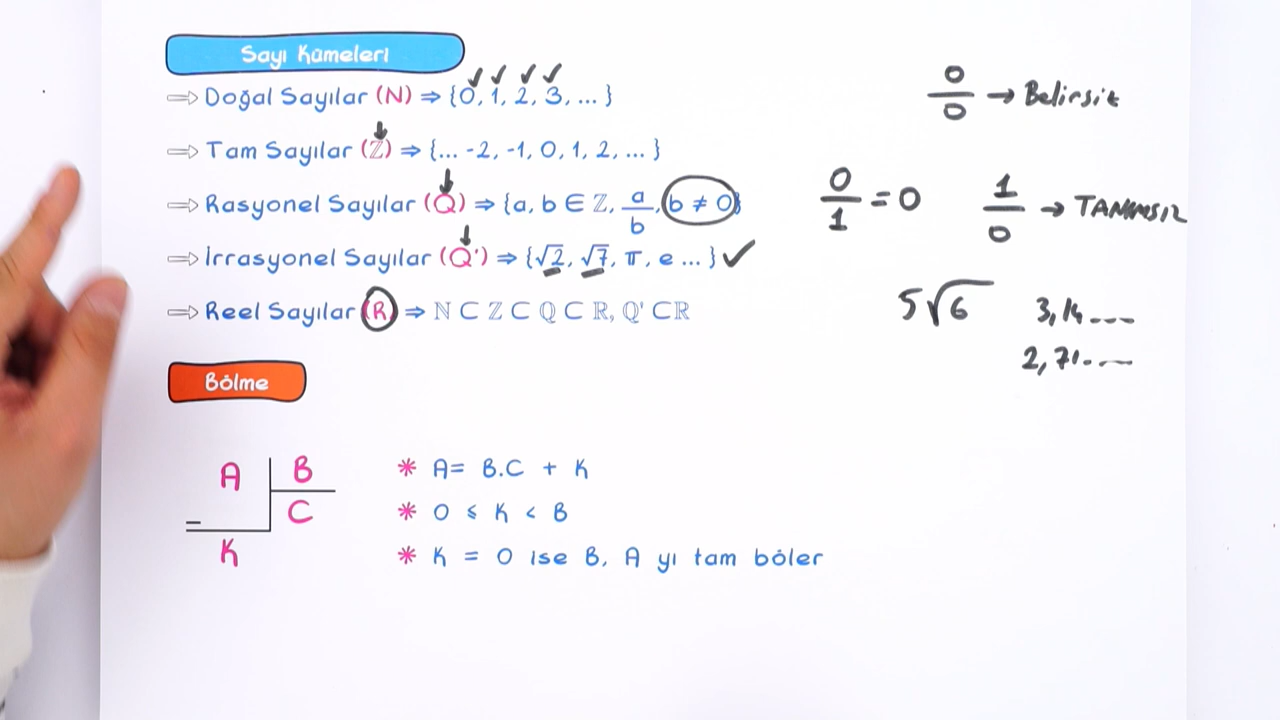 Sayı Kümeleri
⇒ Doğal Sayılar (N) ⇒ {0, 1, 2, 3, ... }
⇒ Tam Sayılar (ℤ) ⇒ {... -2, -1, 0, 1, 2, ... }
⇒ Rasyonel Sayılar (Q) ⇒ {a, b ∈ ℤ, a/b, b ≠ 0}
⇒ İrrasyonel Sayılar (Q') ⇒ {√2, √7, π, e ... }
⇒ Reel Sayılar (R) ⇒ ℕ ⊂ ℤ ⊂ ℚ ⊂ ℝ, ℚ' ⊂ ℝ
0/0 → Belirsiz
0/1 = 0
1/0 → TANIMSIZ
5√6
3,14....
2,71....
Bölme
A B
C
K
* A= B.C + K
* 0 ≤ K < B
* K = 0 ise B, A yı tam böler